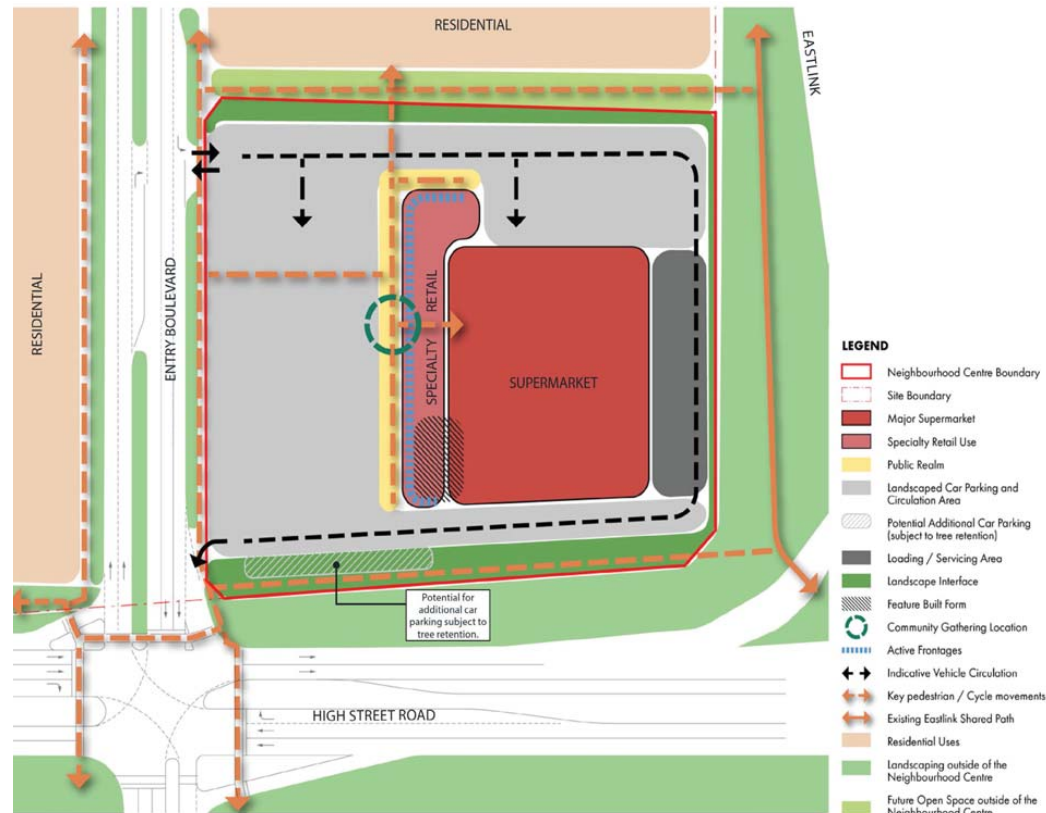 RESIDENTIAL
EASTLINK
RESIDENTIAL
ENTRY BOULEVARD
SPECIALTY RETAIL
SUPERMARKET
Potential for
additional car
parking subject to
tree retention.
HIGH STREET ROAD
LEGEND
Neighbourhood Centre Boundary
Site Boundary
Major Supermarket
Specialty Retail Use
Public Realm
Landscaped Car Parking and
Circulation Area
Potential Additional Car Parking
(subject to tree retention)
Loading / Servicing Area
Landscape Interface
Feature Built Form
Community Gathering Location
Active Frontages
Indicative Vehicle Circulation
Key pedestrian / Cycle movements
Existing Eastlink Shared Path
Residential Uses
Landscaping outside of the
Neighbourhood Centre
Future Open Space outside of the
Neighbourhood Centre